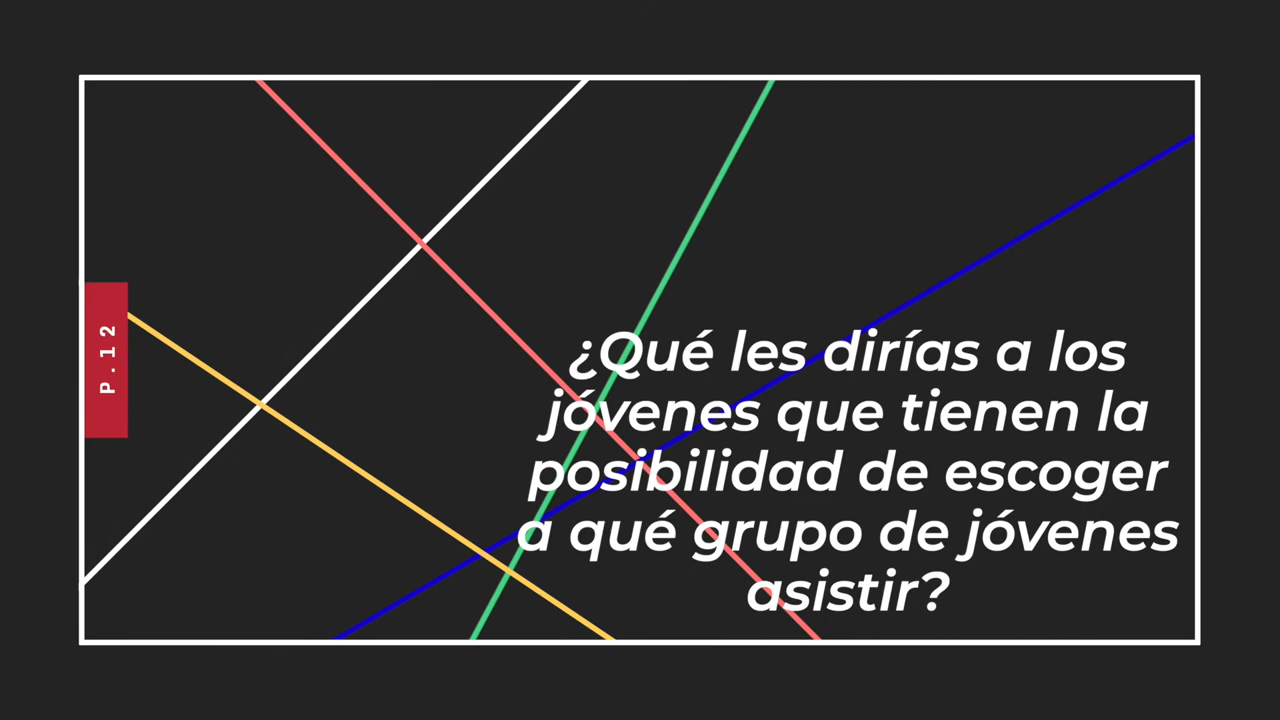 P.12
¿Qué les dirías a los
jóvenes que tienen la
posibilidad de escoger
a qué grupo de jóvenes
asistir?